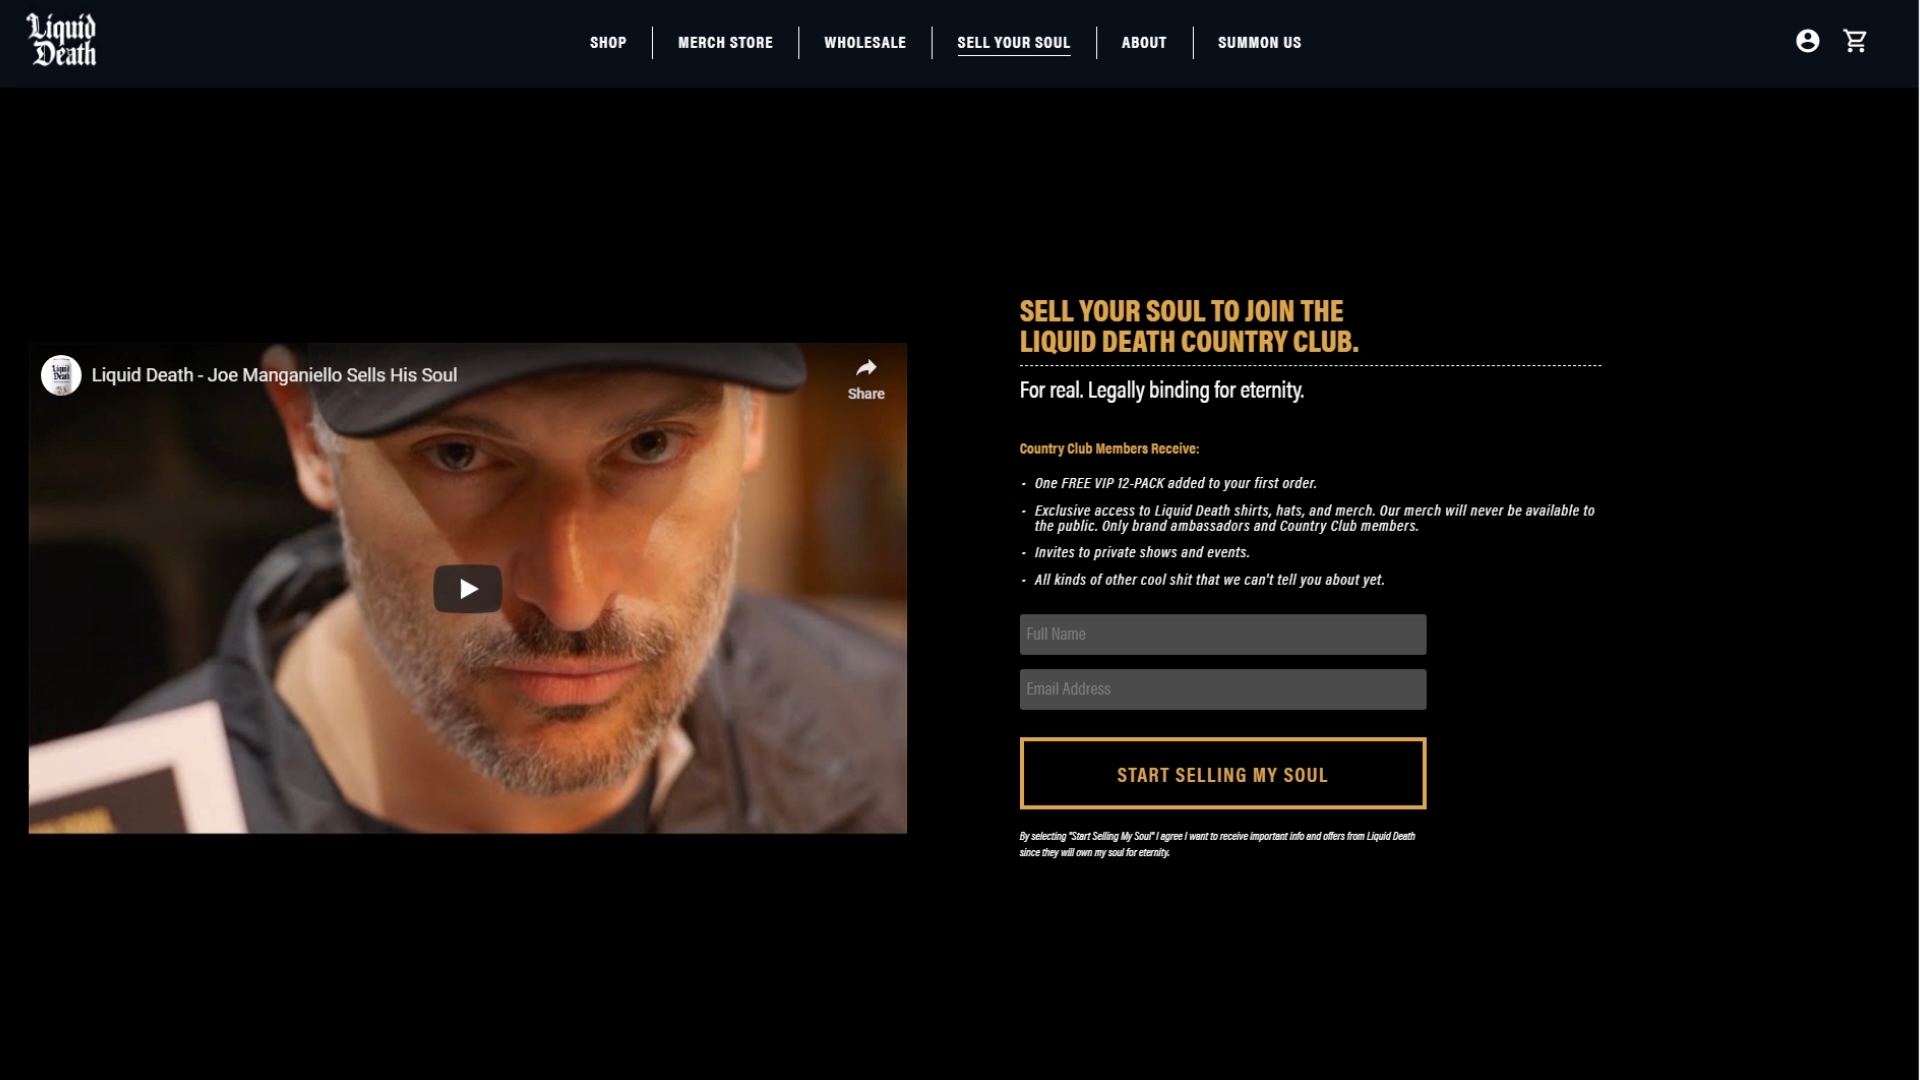 Liquid
Death
SHOP
MERCH STORE
WHOLESALE
SELL YOUR SOUL
ABOUT
SUMMON US
Liquid Death - Joe Manganiello Sells His Soul
Share
SELL YOUR SOUL TO JOIN THE
LIQUID DEATH COUNTRY CLUB.
For real. Legally binding for eternity.
Country Club Members Receive:
- One FREE VIP 12-PACK added to your first order.
- Exclusive access to Liquid Death shirts, hats, and merch. Our merch will never be available to
the public. Only brand ambassadors and Country Club members.
- Invites to private shows and events.
- All kinds of other cool shit that we can't tell you about yet.
Full Name
Email Address
START SELLING MY SOUL
By selecting "Start Selling My Soul" I agree I want to receive important info and offers from Liquid Death
since they will own my soul for eternity.